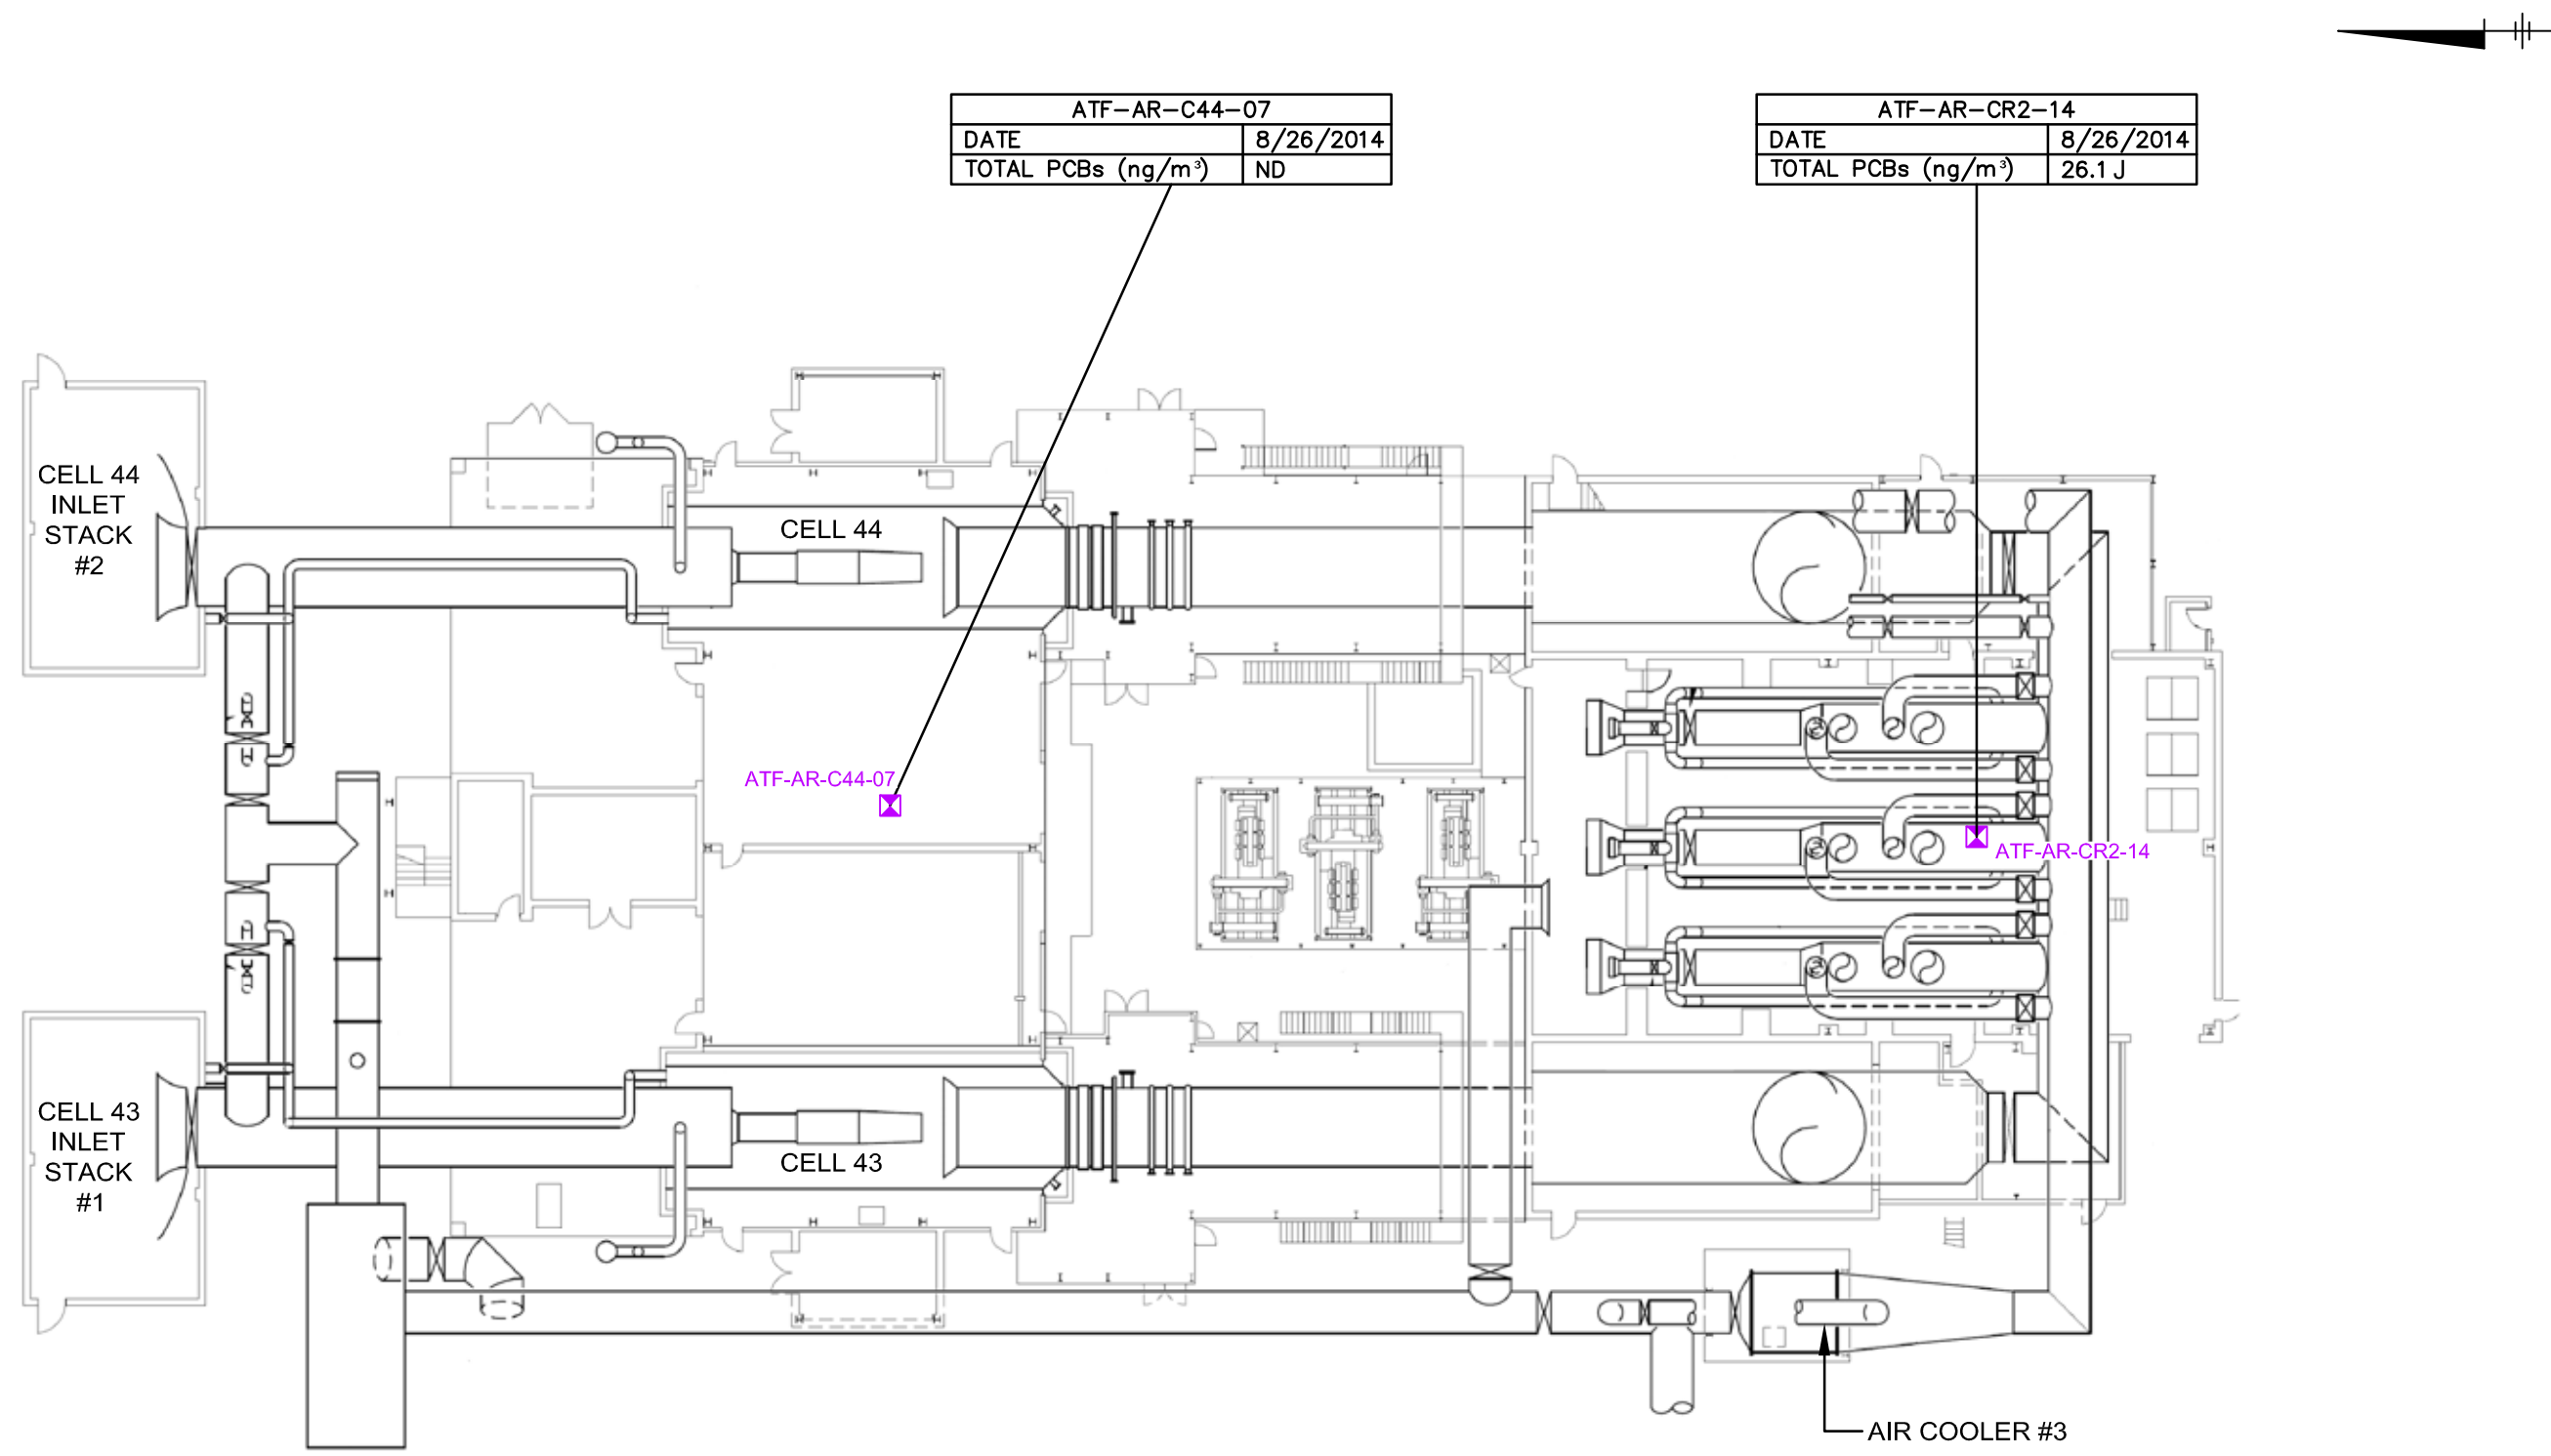 ATF-AR-C44-07
DATE 8/26/2014
TOTAL PCBs (ng/m³) ND
ATF-AR-CR2-14
DATE 8/26/2014
TOTAL PCBs (ng/m³) 26.1 J
CELL 44
INLET
STACK
#2
CELL 44
ATF-AR-C44-07
ATF-AR-CR2-14
CELL 43
INLET
STACK
#1
CELL 43
AIR COOLER #3